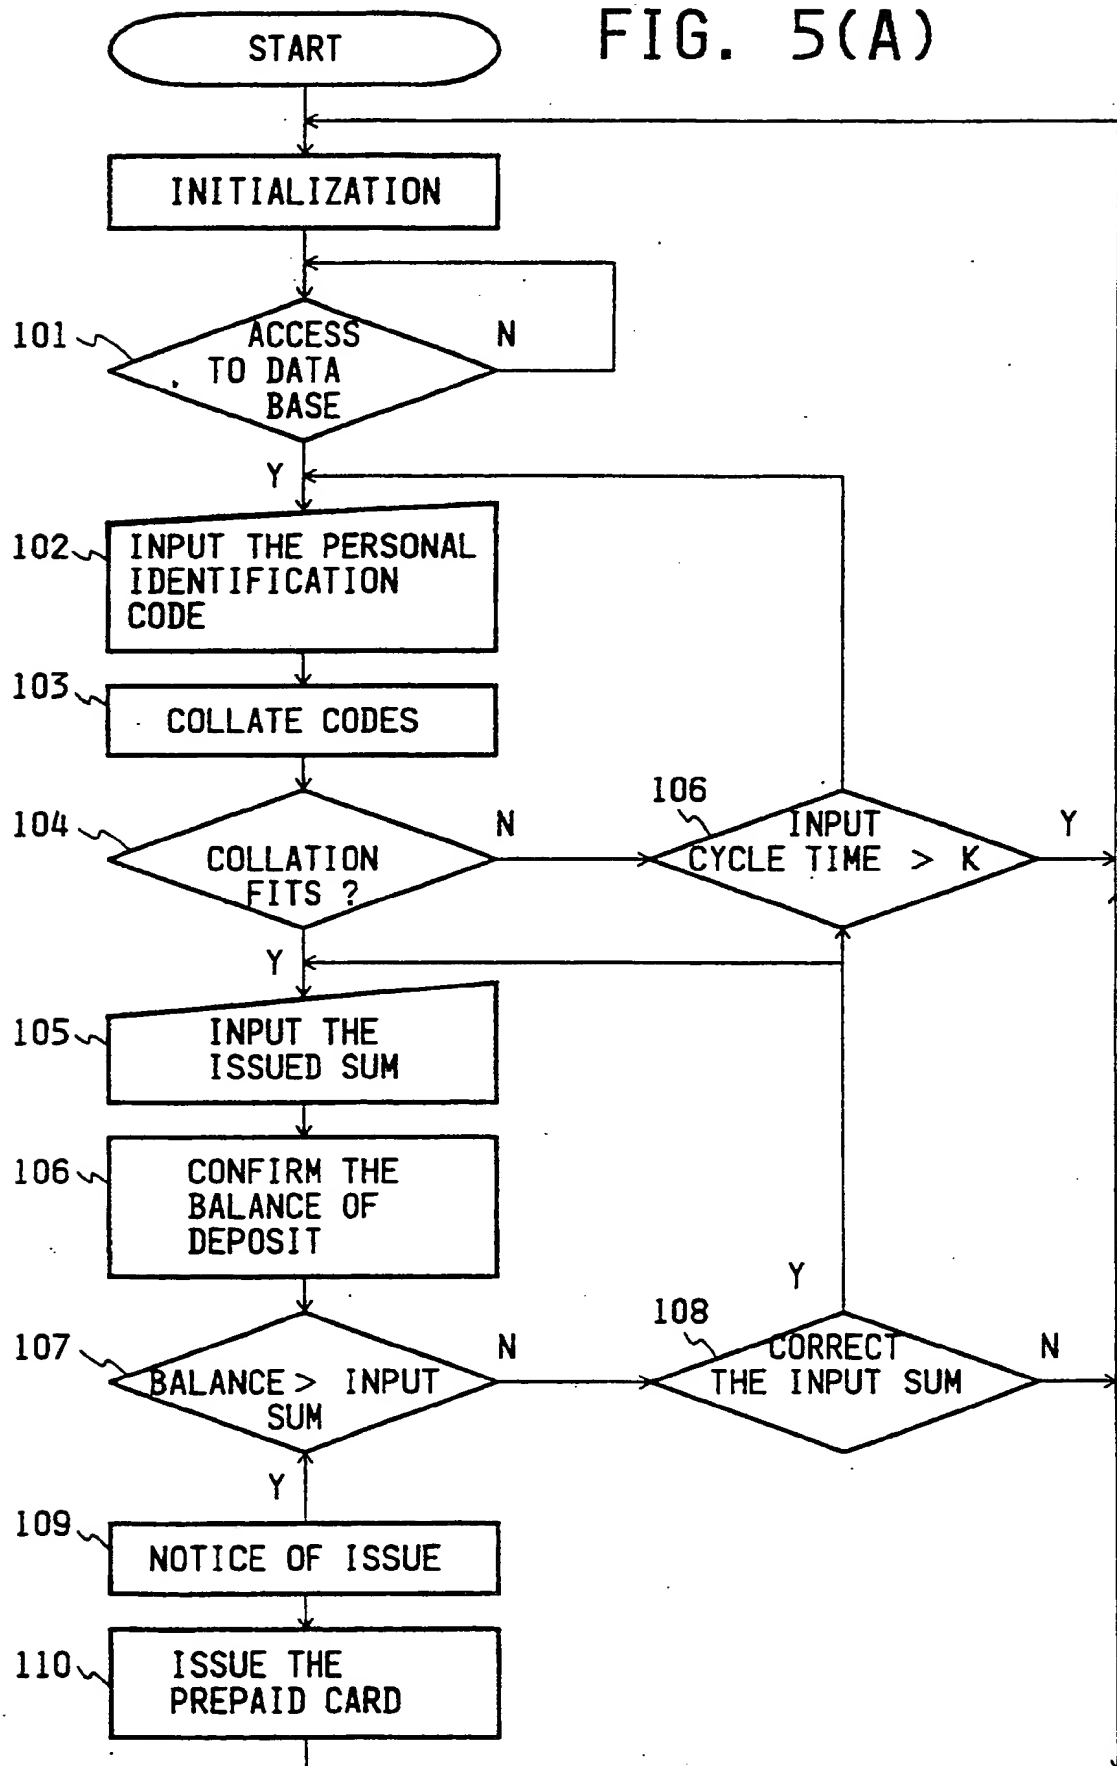 FIG. 5(A)
START
INITIALIZATION
101
ACCESS
TO DATA
BASE
N
Y
102
INPUT THE PERSONAL
IDENTIFICATION
CODE
103
COLLATE CODES
104
COLLATION
FITS ?
N
106
INPUT
CYCLE TIME > K
Y
Y
105
INPUT THE
ISSUED SUM
106
CONFIRM THE
BALANCE OF
DEPOSIT
107
BALANCE > INPUT
SUM
N
108
CORRECT
THE INPUT SUM
Y
N
Y
109
NOTICE OF ISSUE
110
ISSUE THE
PREPAID CARD